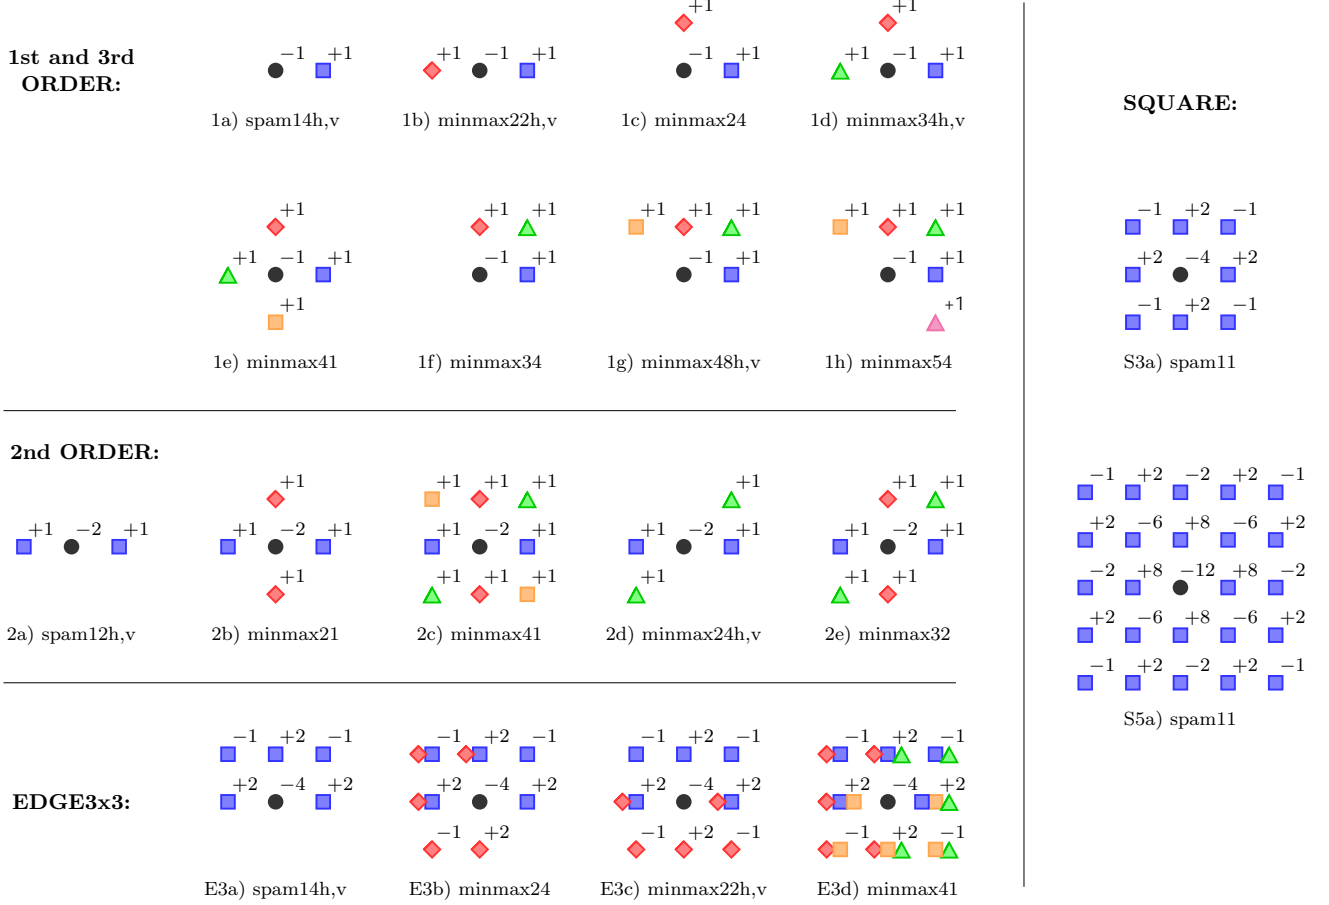 +1 +1
1st and 3rd −1 +1 +1 −1 +1 −1 +1 +1 −1 +1
ORDER:
SQUARE:
1a) spam14h,v 1b) minmax22h,v 1c) minmax24 1d) minmax34h,v
+1 +1 +1 +1 +1 +1 +1 +1 +1 −1 +2 −1
+1 −1 +1 −1 +1 −1 +1 −1 +1 +2 −4 +2
+1 +1 −1 +2 −1
1e) minmax41 1f) minmax34 1g) minmax48h,v 1h) minmax54 S3a) spam11
2nd ORDER:
+1 +1 +1 +1 +1 +1 +1 −1 +2 −2 +2 −1
+1 −2 +1 +1 −2 +1 +1 −2 +1 +1 −2 +1 +1 −2 +1 +2 −6 +8 −6 +2
+1 +1 +1 +1 +1 +1 +1 −2 +8 −12 +8 −2
2a) spam12h,v 2b) minmax21 2c) minmax41 2d) minmax24h,v 2e) minmax32 +2 −6 +8 −6 +2
−1 +2 −2 +2 −1
S5a) spam11
−1 +2 −1 −1 +2 −1 −1 +2 −1 −1 +2 −1
EDGE3x3: +2 −4 +2 +2 −4 +2 +2 −4 +2 +2 −4 +2
−1 +2 −1 +2 −1 −1 +2 −1
E3a) spam14h,v E3b) minmax24 E3c) minmax22h,v E3d) minmax41